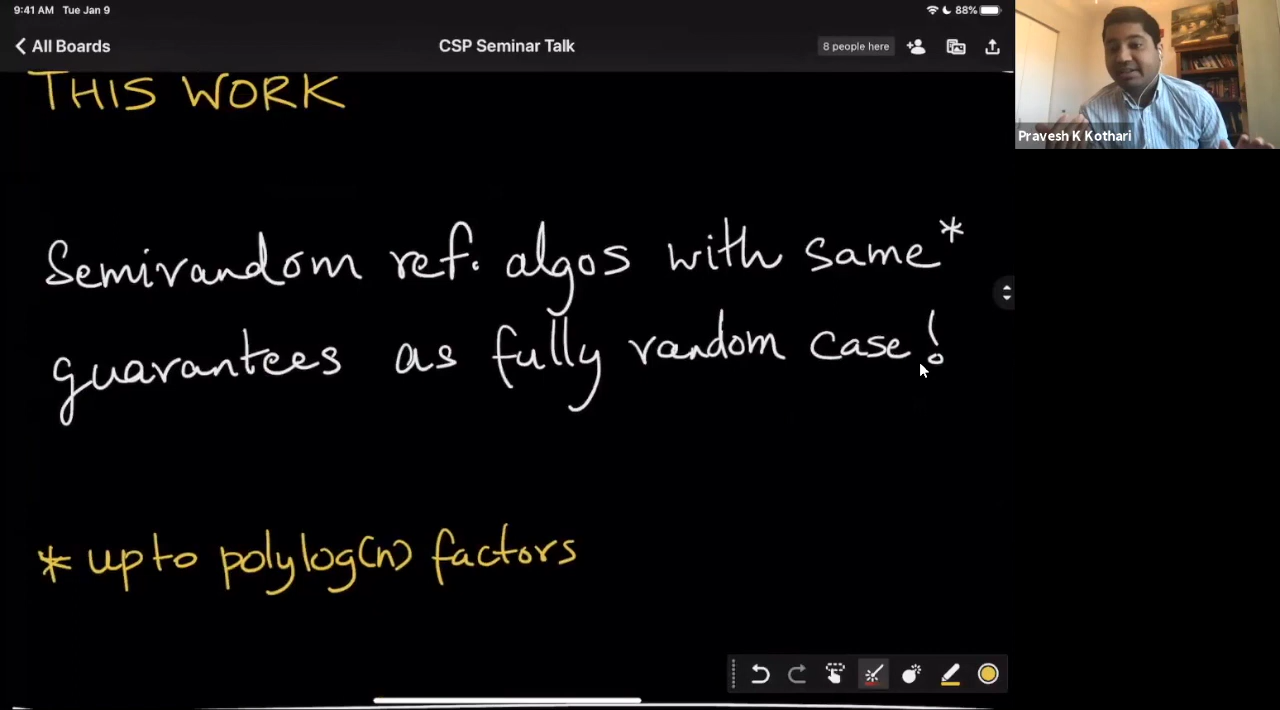 9:41 AM Tue Jan 9
88%
All Boards
CSP Seminar Talk
8 people here
THIS WORK
Pravesh K Kothari
Semirandom ref. algos with same*
guarantees as fully random case!
* upto polylog(n) factors